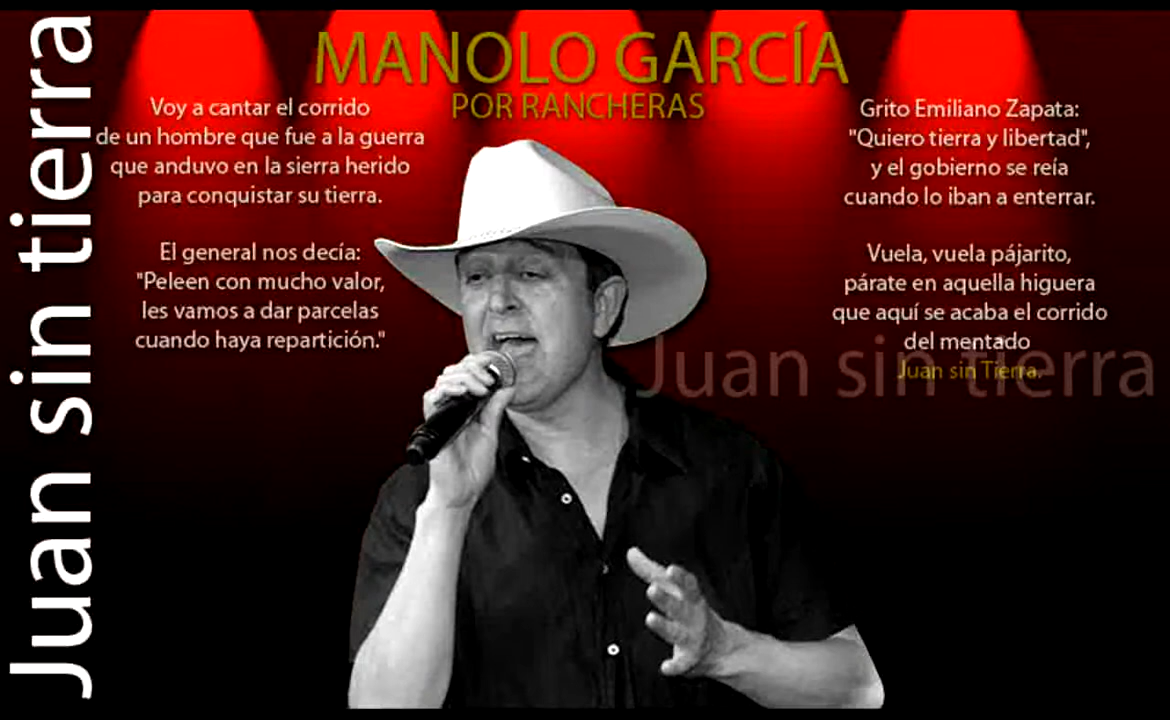 Juan sin tierra
MANOLO GARCÍA
POR RANCHERAS
Voy a cantar el corrido
de un hombre que fue a la guerra
que anduvo en la sierra herido
para conquistar su tierra.
El general nos decía:
"Peleen con mucho valor,
les vamos a dar parcelas
cuando haya repartición."
Grito Emiliano Zapata:
"Quiero tierra y libertad",
y el gobierno se reía
cuando lo iban a enterrar.
Vuela, vuela pájarito,
párate en aquella higuera
que aquí se acaba el corrido
del mentado
Juan sin Tierra.
Juan sin tierra